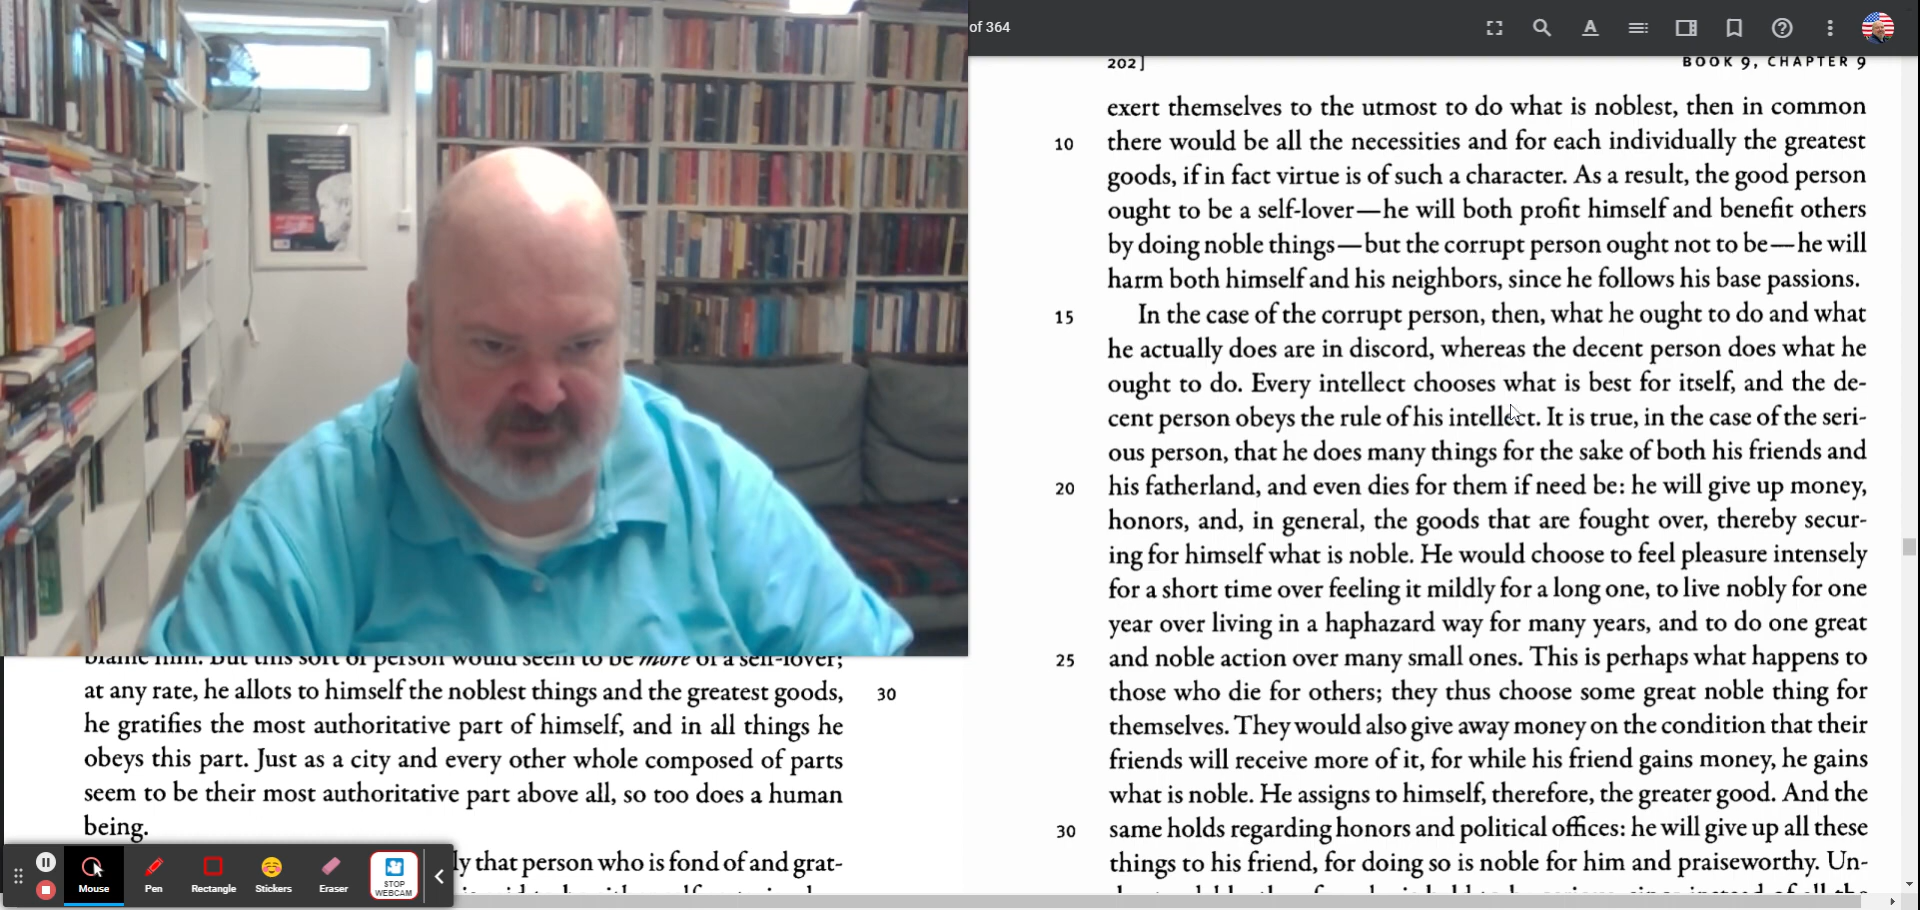 of 364
202]
BOOK 9, CHAPTER 9
exert themselves to the utmost to do what is noblest, then in common
10 there would be all the necessities and for each individually the greatest
goods, if in fact virtue is of such a character. As a result, the good person
ought to be a self-lover—he will both profit himself and benefit others
by doing noble things—but the corrupt person ought not to be—he will
harm both himself and his neighbors, since he follows his base passions.
15 In the case of the corrupt person, then, what he ought to do and what
he actually does are in discord, whereas the decent person does what he
ought to do. Every intellect chooses what is best for itself, and the de-
cent person obeys the rule of his intellect. It is true, in the case of the seri-
ous person, that he does many things for the sake of both his friends and
20 his fatherland, and even dies for them if need be: he will give up money,
honors, and, in general, the goods that are fought over, thereby secur-
ing for himself what is noble. He would choose to feel pleasure intensely
for a short time over feeling it mildly for a long one, to live nobly for one
year over living in a haphazard way for many years, and to do one great
25 and noble action over many small ones. This is perhaps what happens to
those who die for others; they thus choose some great noble thing for
themselves. They would also give away money on the condition that their
friends will receive more of it, for while his friend gains money, he gains
what is noble. He assigns to himself, therefore, the greater good. And the
30 same holds regarding honors and political offices: he will give up all these
things to his friend, for doing so is noble for him and praiseworthy. Un-
blame him. But this sort of person would seem to be more of a self-lover;
at any rate, he allots to himself the noblest things and the greatest goods, 30
he gratifies the most authoritative part of himself, and in all things he
obeys this part. Just as a city and every other whole composed of parts
seem to be their most authoritative part above all, so too does a human
being.
that person who is fond of and grat-
Mouse
Pen
Rectangle
Stickers
Eraser
STOP
WEBCAM